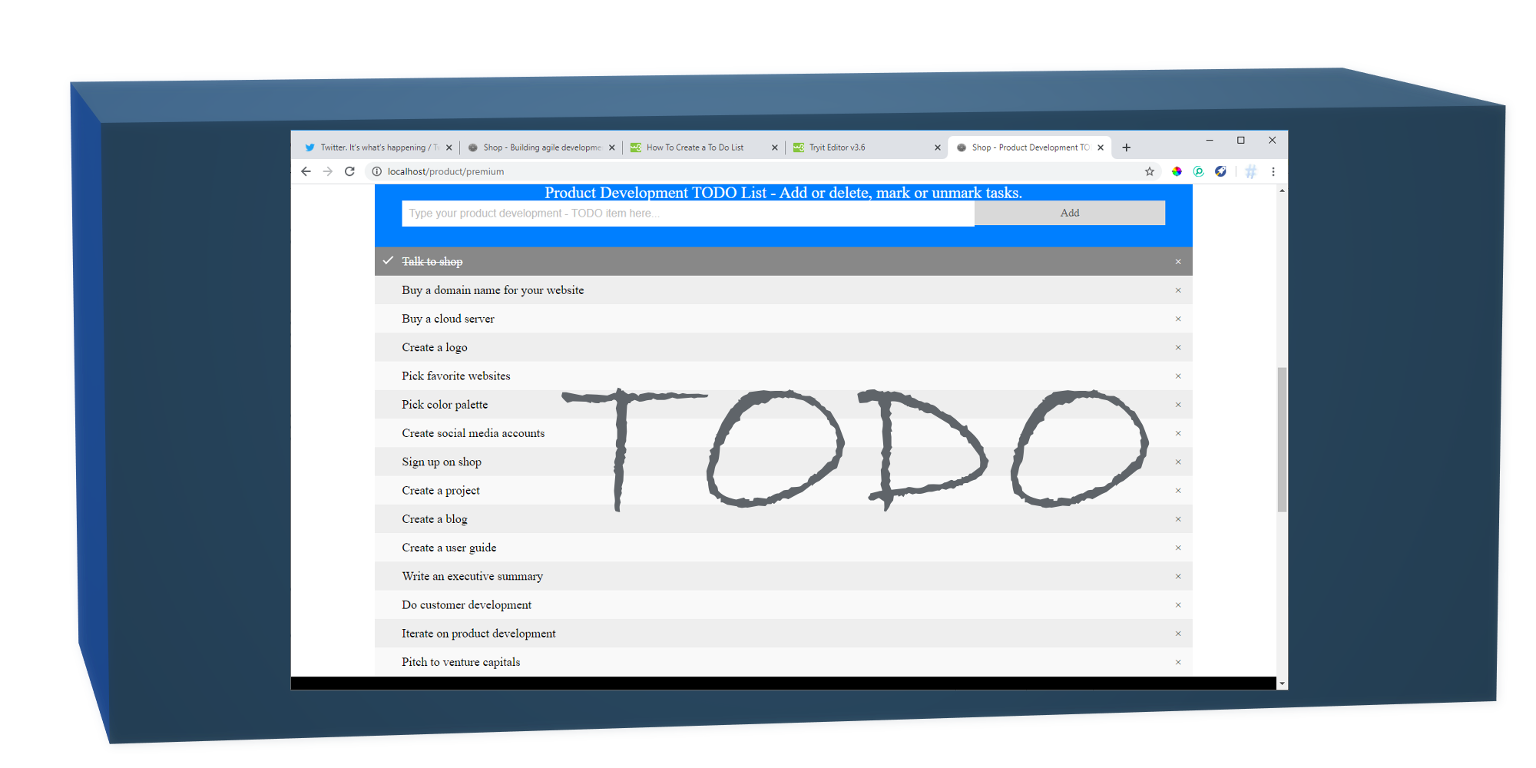 Twitter. It's what's happening / Tw
Shop - Building agile developme
How To Create a To Do List
Tryit Editor v3.6
Shop - Product Development TO
localhost/product/premium
Product Development TODO List - Add or delete, mark or unmark tasks.
Type your product development - TODO item here...
Add
Talk to shop
Buy a domain name for your website
Buy a cloud server
Create a logo
Pick favorite websites
Pick color palette
Create social media accounts
Sign up on shop
Create a project
Create a blog
Create a user guide
Write an executive summary
Do customer development
Iterate on product development
Pitch to venture capitals
TODO